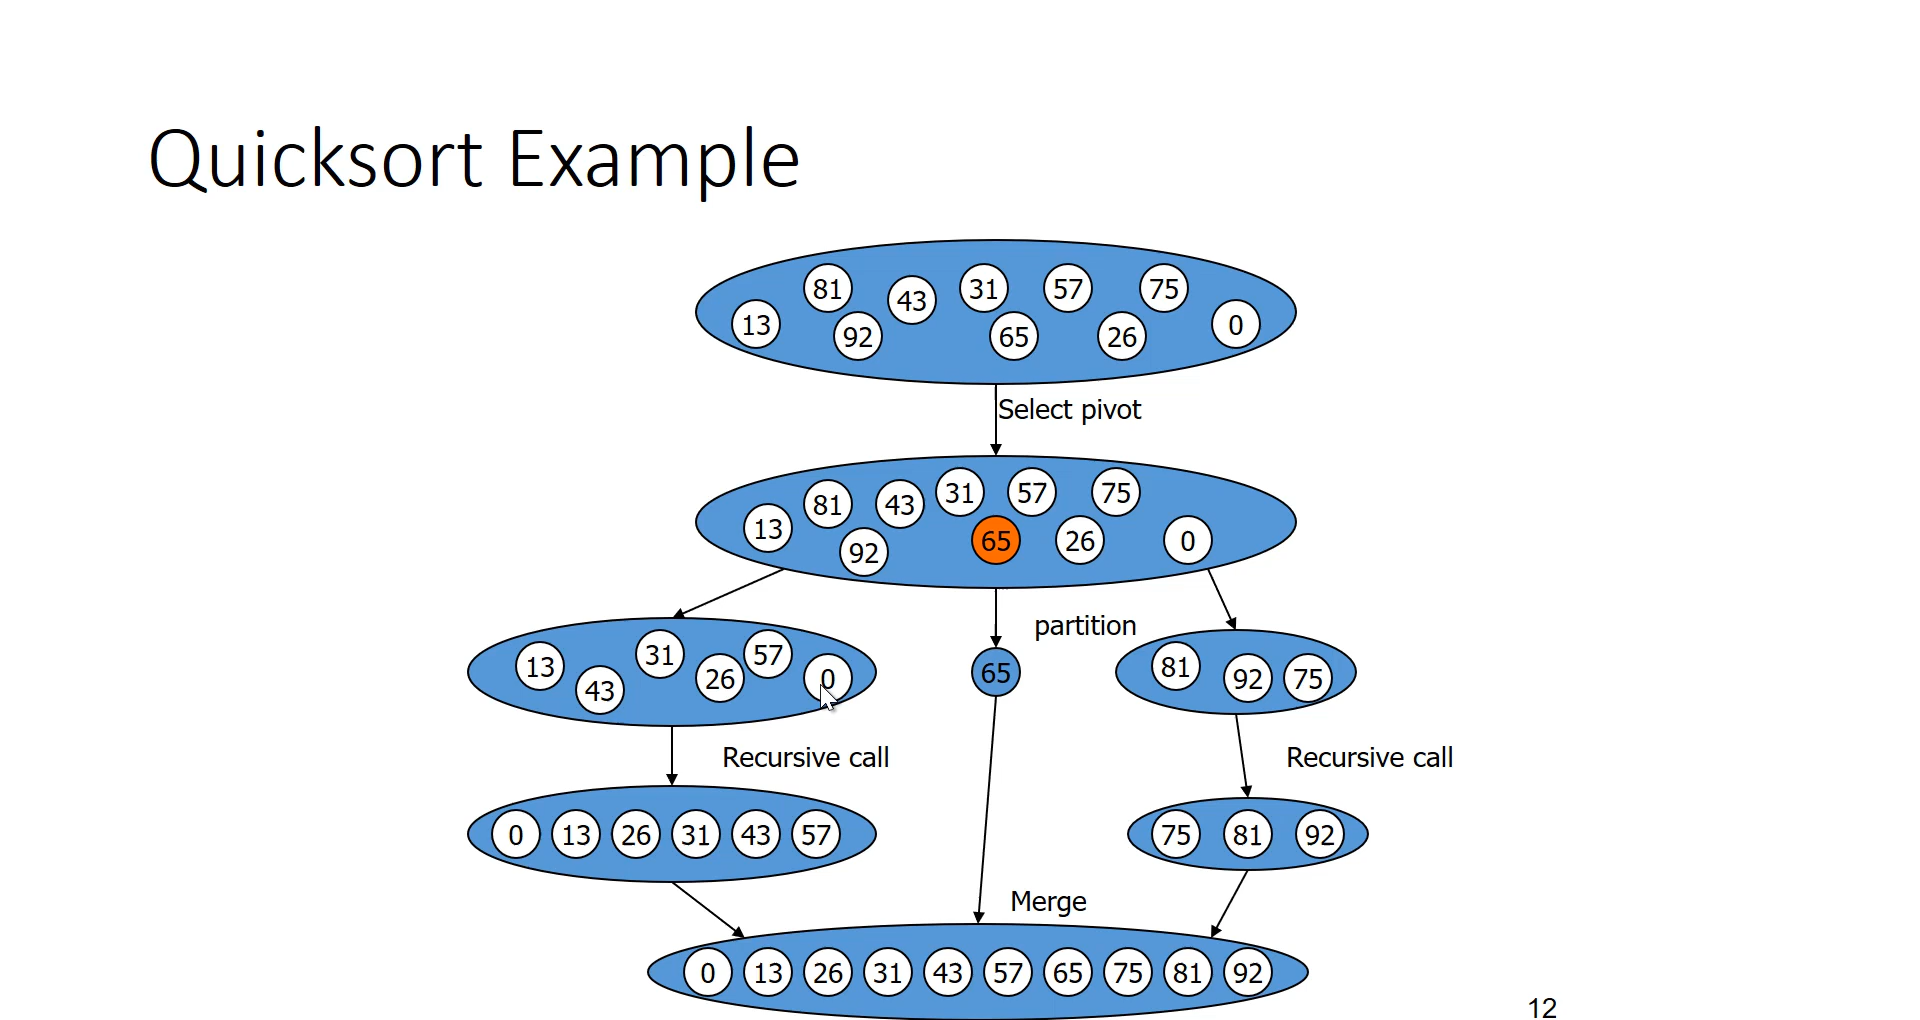 Quicksort Example
81 43 31 57 75
13 92 65 26 0
Select pivot
81 43 31 57 75
13 92 65 26 0
partition
13 43 31 26 57 0
65
81 92 75
Recursive call
Recursive call
0 13 26 31 43 57
75 81 92
Merge
0 13 26 31 43 57 65 75 81 92
12